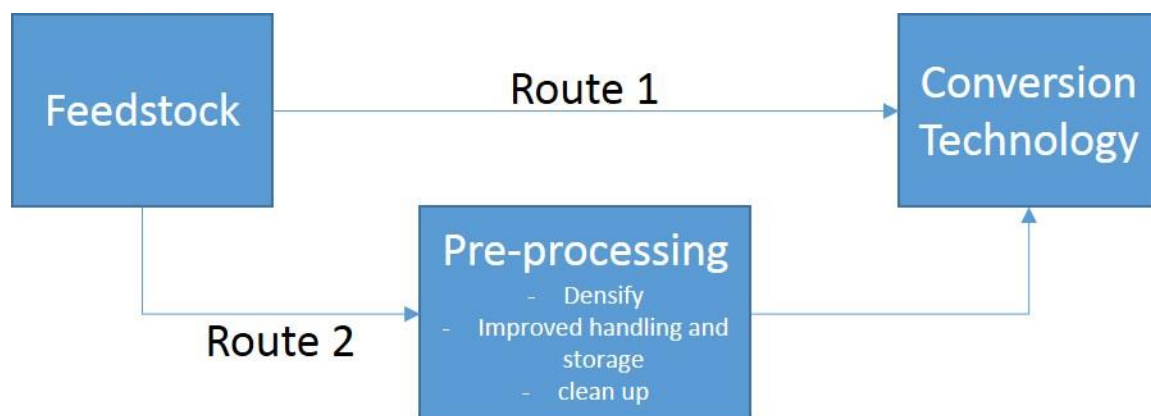 Feedstock
Route 1
Conversion
Technology
Route 2
Pre-processing
- Densify
- Improved handling and
storage
- clean up